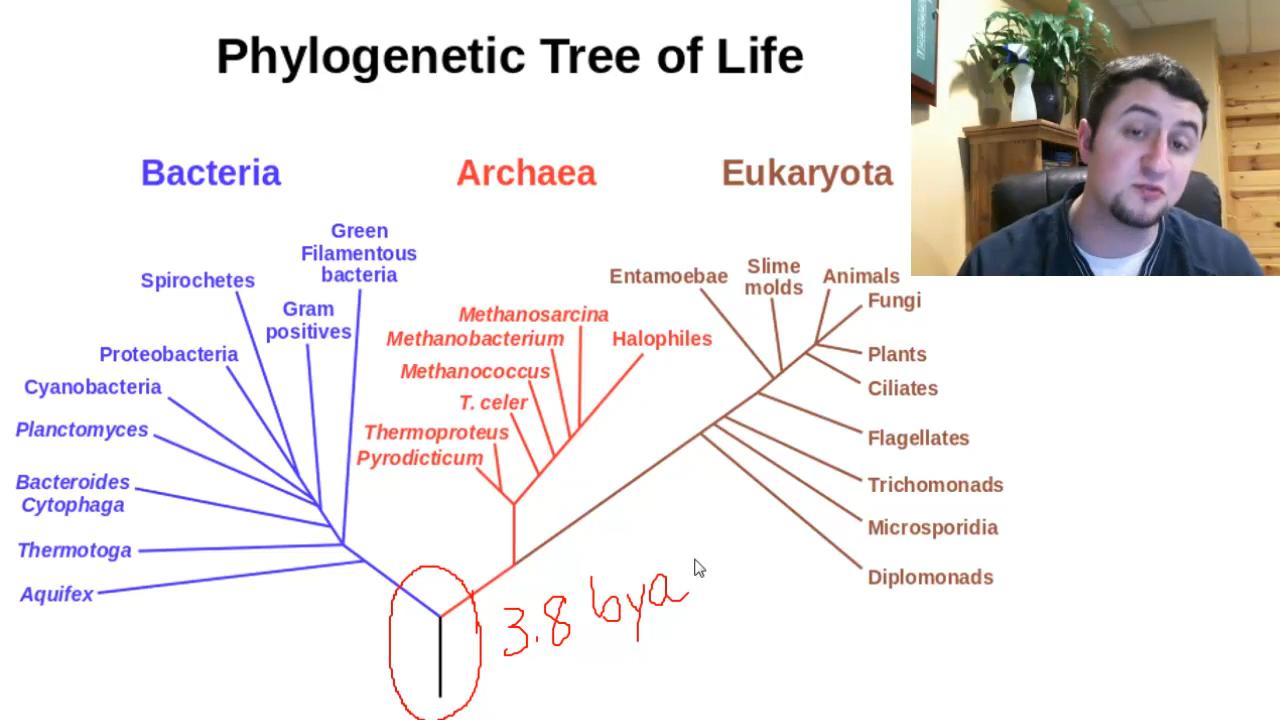 Phylogenetic Tree of Life
Bacteria
Archaea
Eukaryota
Green
Filamentous
bacteria
Spirochetes
Gram
positives
Proteobacteria
Cyanobacteria
Planctomyces
Bacteroides
Cytophaga
Thermotoga
Aquifex
Methanosarcina
Methanobacterium
Halophiles
Methanococcus
T. celer
Thermoproteus
Pyrodicticum
Entamoebae
Slime
molds
Animals
Fungi
Plants
Ciliates
Flagellates
Trichomonads
Microsporidia
Diplomonads
3.8 bya